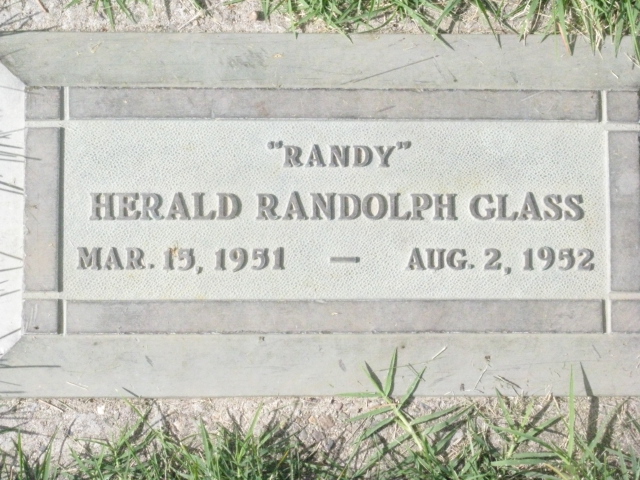 "RANDY"
HERALD RANDOLPH GLASS
MAR. 15, 1951 — AUG. 2, 1952